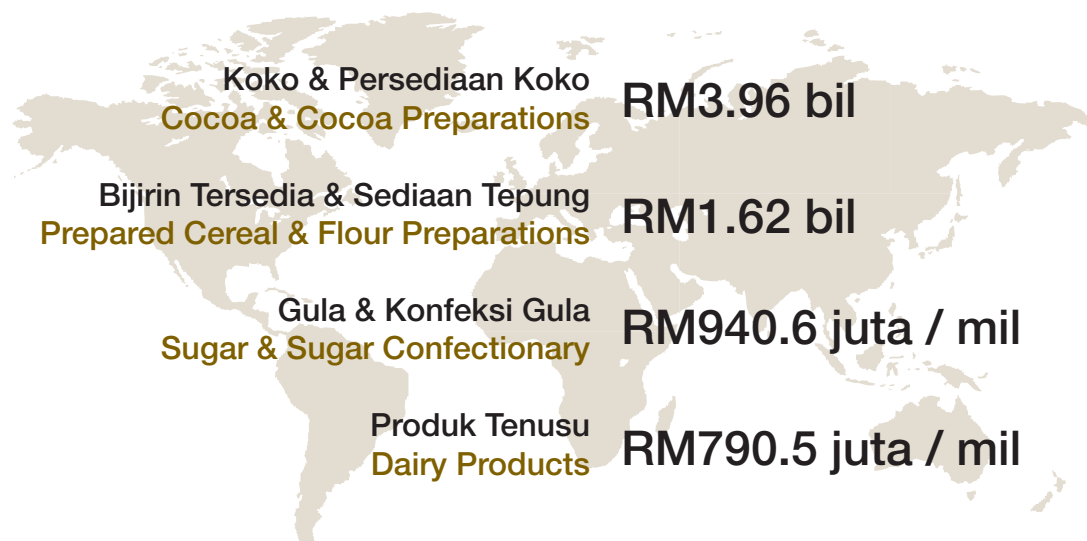 Koko & Persediaan Koko
Cocoa & Cocoa Preparations
RM3.96 bil
Bijirin Tersedia & Sediaan Tepung
Prepared Cereal & Flour Preparations
RM1.62 bil
Gula & Konfeksi Gula
Sugar & Sugar Confectionary
RM940.6 juta / mil
Produk Tenusu
Dairy Products
RM790.5 juta / mil